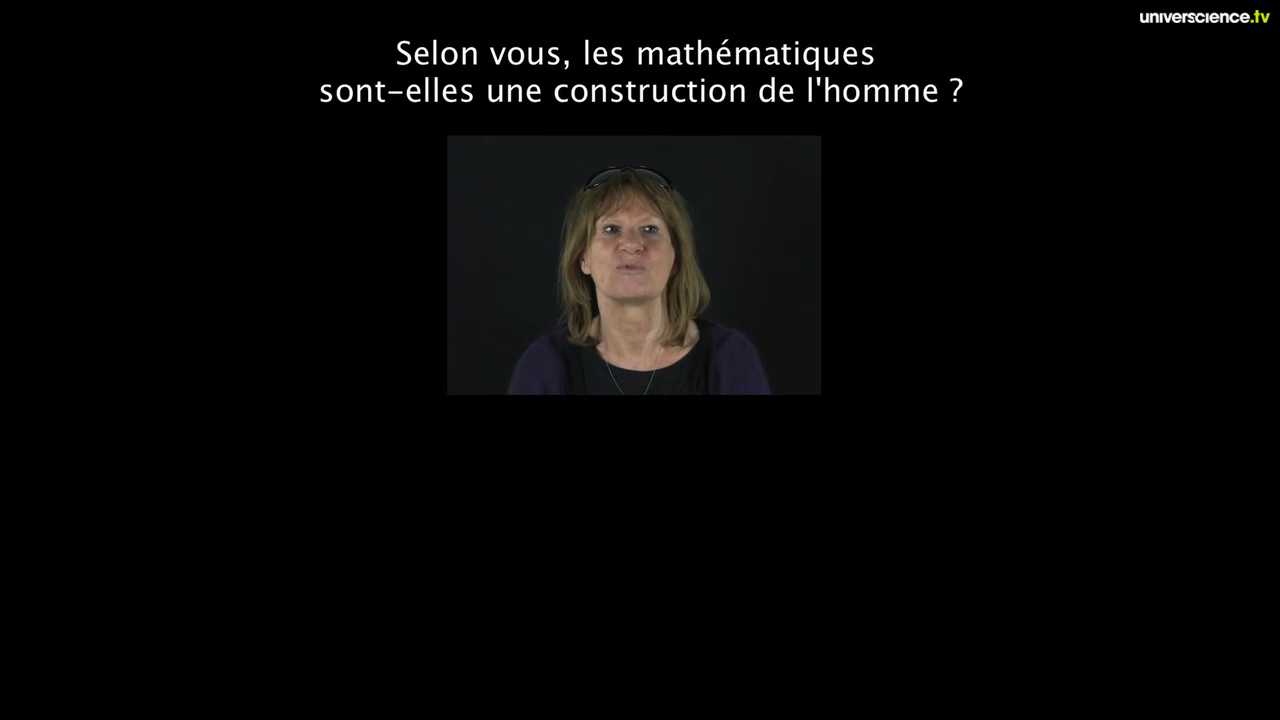 universcience.tv
Selon vous, les mathématiques
sont-elles une construction de l'homme ?